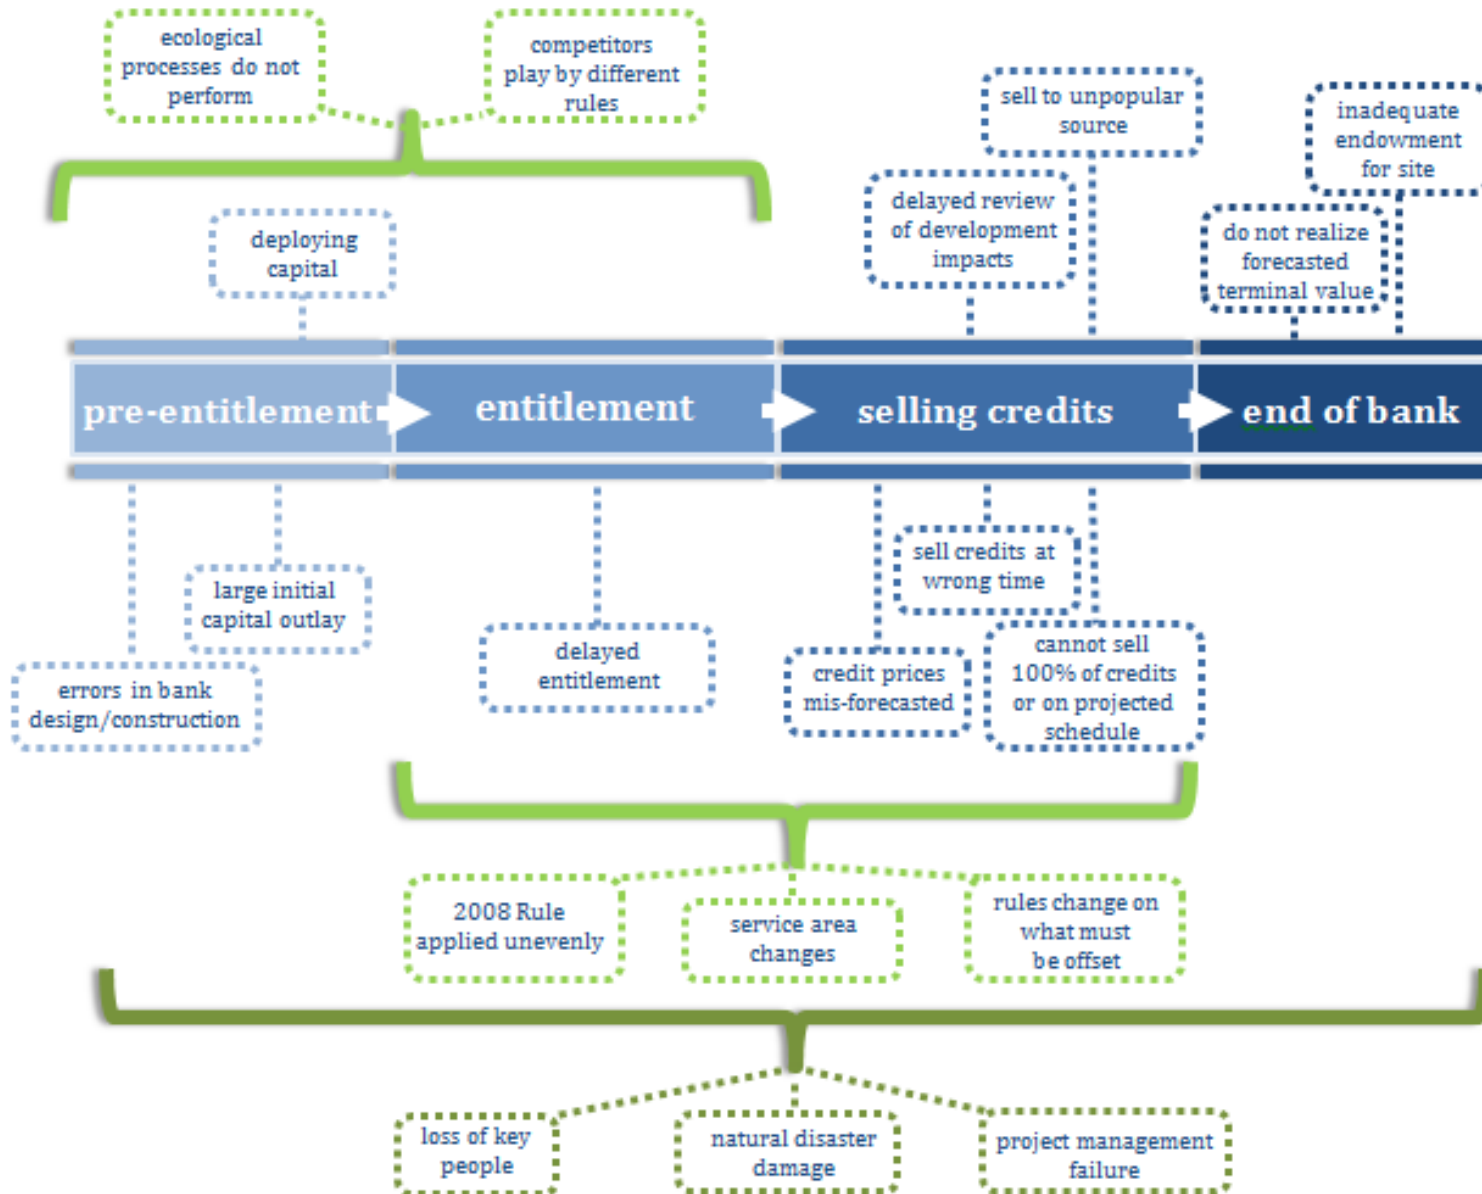 ecological
processes do not
perform
competitors
play by different
rules
sell to unpopular
source
inadequate
endowment
for site
delayed review
of development
impacts
do not realize
forecasted
terminal value
deploying
capital
pre-entitlement
entitlement
selling credits
end of bank
large initial
capital outlay
errors in bank
design/construction
delayed
entitlement
sell credits at
wrong time
credit prices
mis-forecasted
cannot sell
100% of credits
or on projected
schedule
2008 Rule
applied unevenly
service area
changes
rules change on
what must
be offset
loss of key
people
natural disaster
damage
project management
failure